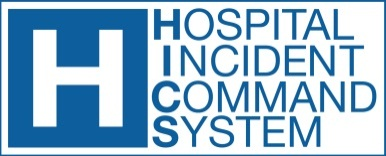 H
HOSPITAL
INCIDENT
COMMAND
SYSTEM